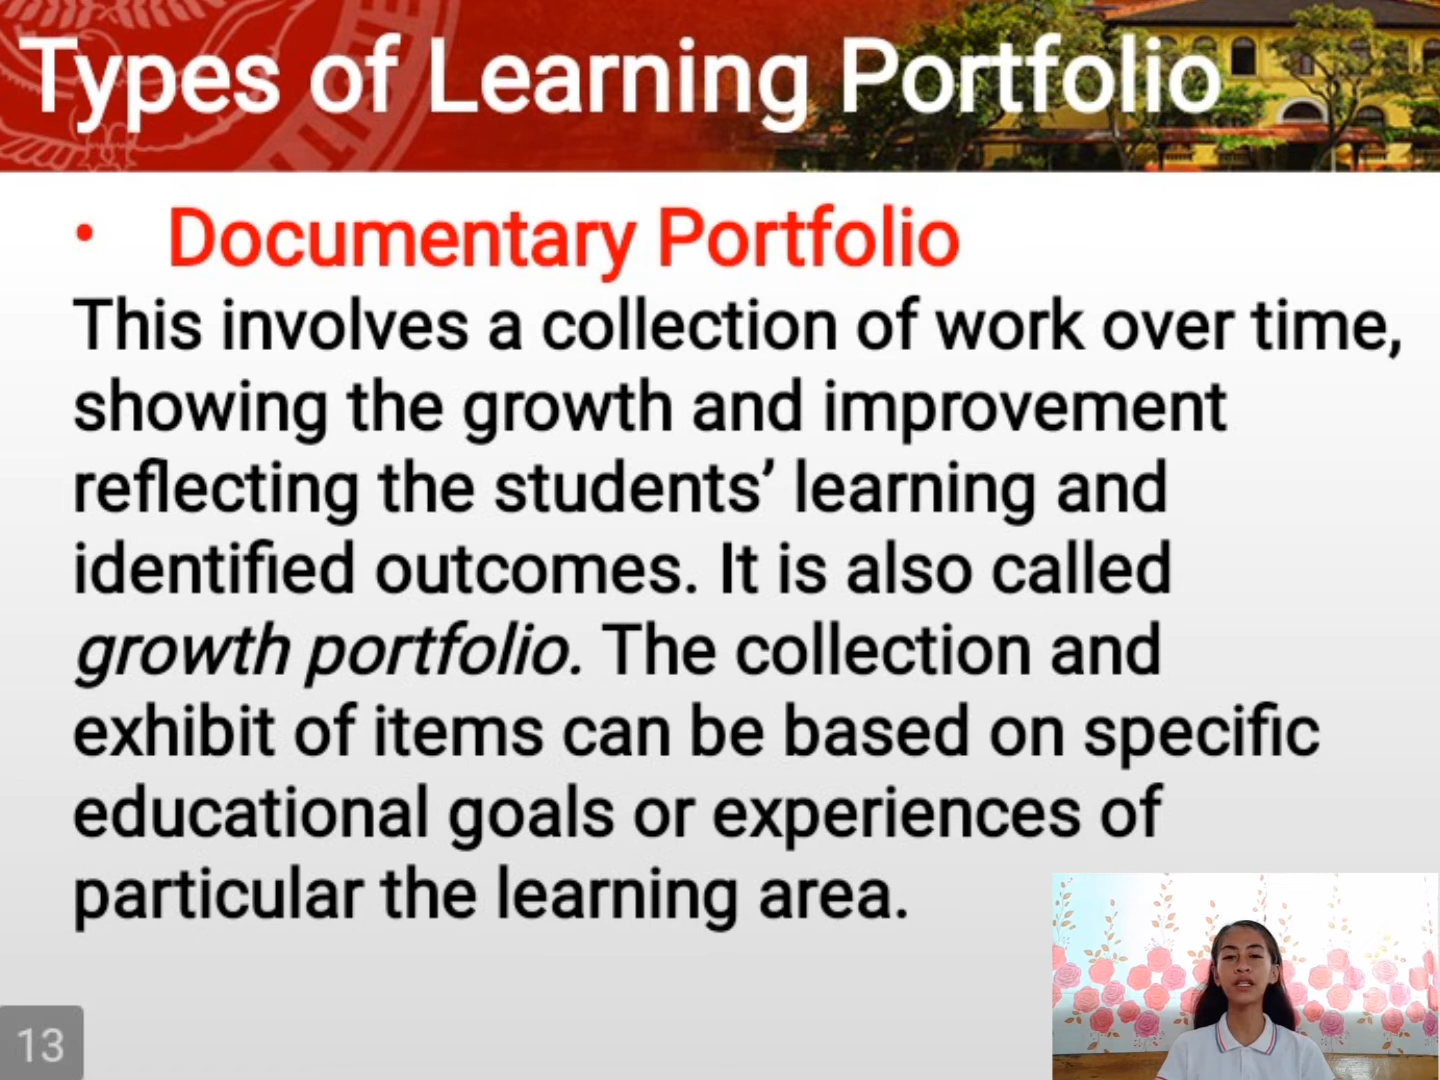 Types of Learning Portfolio
• Documentary Portfolio
This involves a collection of work over time,
showing the growth and improvement
reflecting the students’ learning and
identified outcomes. It is also called
growth portfolio. The collection and
exhibit of items can be based on specific
educational goals or experiences of
particular the learning area.
13